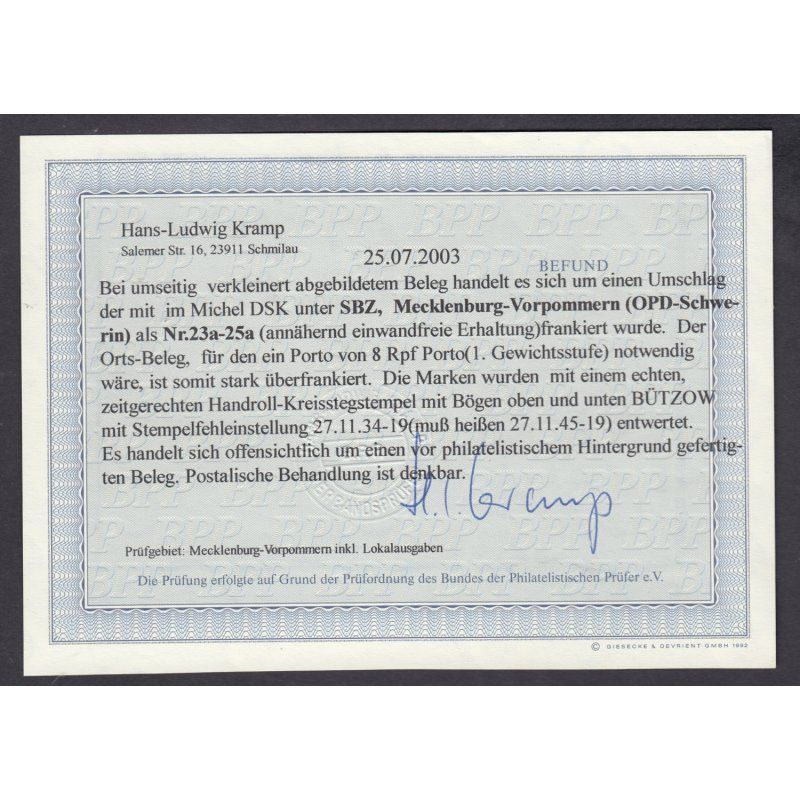 Hans-Ludwig Kramp
Salemer Str. 16, 23911 Schmilau
25.07.2003
BEFUND
Bei umseitig verkleinert abgebildetem Beleg handelt es sich um einen Umschlag
der mit im Michel DSK unter SBZ, Mecklenburg-Vorpommern (OPD-Schwe-
rin) als Nr.23a-25a (annähernd einwandfreie Erhaltung)frankiert wurde. Der
Orts-Beleg, für den ein Porto von 8 Rpf Porto(1. Gewichtsstufe) notwendig
wäre, ist somit stark überfrankiert. Die Marken wurden mit einem echten,
zeitgerechten Handroll-Kreisstegstempel mit Bögen oben und unten BÜTZOW
mit Stempelfehleinstellung 27.11.34-19(muß heißen 27.11.45-19) entwertet.
Es handelt sich offensichtlich um einen vor philatelistischem Hintergrund gefertig-
ten Beleg. Postalische Behandlung ist denkbar.
H. L. Kramp
Prüfgebiet: Mecklenburg-Vorpommern inkl. Lokalausgaben
Die Prüfung erfolgte auf Grund der Prüfordnung des Bundes der Philatelistischen Prüfer e.V.
© GIESECKE & DEVRIENT GMBH 1992